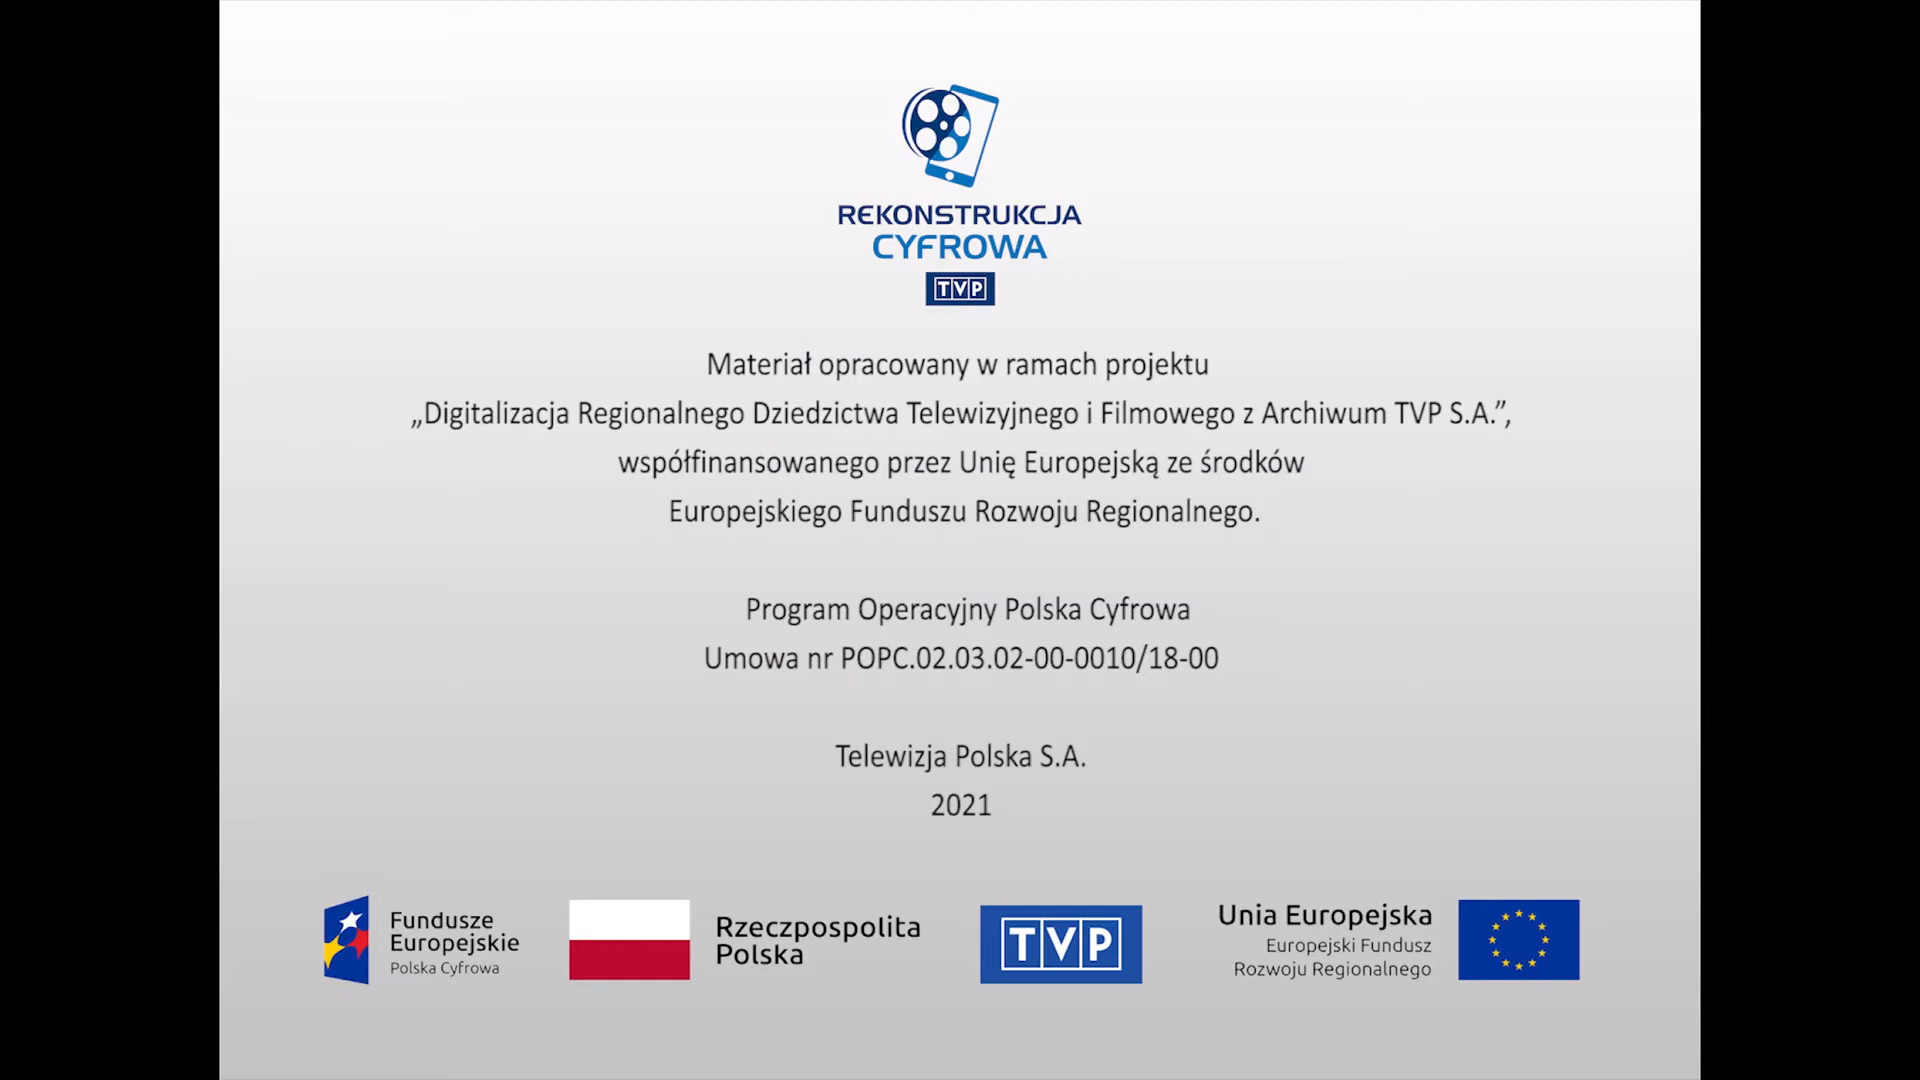 REKONSTRUKCJA
CYFROWA
TVP
Materiał opracowany w ramach projektu
„Digitalizacja Regionalnego Dziedzictwa Telewizyjnego i Filmowego z Archiwum TVP S.A.”,
współfinansowanego przez Unię Europejską ze środków
Europejskiego Funduszu Rozwoju Regionalnego.
Program Operacyjny Polska Cyfrowa
Umowa nr POPC.02.03.02-00-0010/18-00
Telewizja Polska S.A.
2021
Fundusze
Europejskie
Polska Cyfrowa
Rzeczpospolita
Polska
TVP
Unia Europejska
Europejski Fundusz
Rozwoju Regionalnego